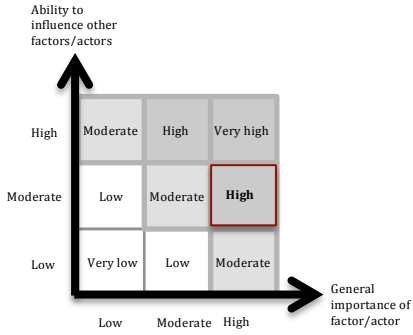 Ability to
influence other
factors/actors
High
Moderate
High
Very high
Moderate
Low
Moderate
High
Low
Very low
Low
Moderate
General
importance of
factor/actor
Low
Moderate
High